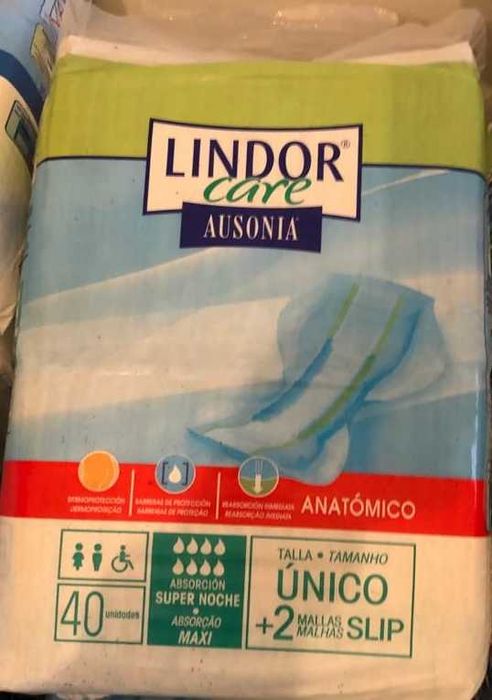 LINDOR®
care
AUSONIA
DERMOPROTECCIÓN
DERMOPROTEÇÃO
BARRERAS DE PROTECCIÓN
BARREIRAS DE PROTEÇÃO
REABSORCIÓN INMEDIATA
REABSORÇÃO IMEDIATA
ANATÓMICO
40 unidades
ABSORCIÓN
SUPER NOCHE
•
ABSORÇÃO
MAXI
TALLA • TAMANHO
ÚNICO
+2 MALLAS MALHAS SLIP